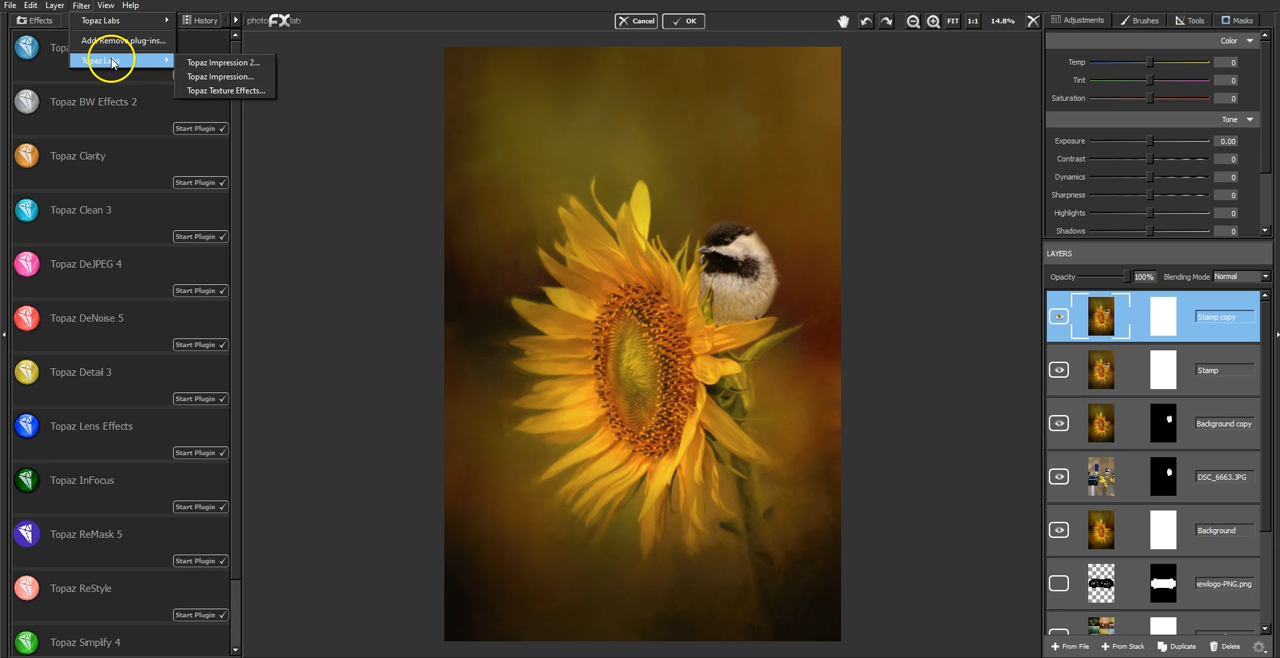 File Edit Layer Filter View Help
Effects
History
photoFXlab
Cancel
OK
FIT
1:1
14.8%
Adjustments
Brushes
Tools
Masks
Topaz Labs
Add/Remove plug-ins...
Topaz Labs
Topaz Impression 2...
Topaz Impression...
Topaz Texture Effects...
Topaz BW Effects 2
Start Plugin
Topaz Clarity
Start Plugin
Topaz Clean 3
Start Plugin
Topaz DeJPEG 4
Start Plugin
Topaz DeNoise 5
Start Plugin
Topaz Detail 3
Start Plugin
Topaz Lens Effects
Start Plugin
Topaz InFocus
Start Plugin
Topaz ReMask 5
Start Plugin
Topaz ReStyle
Start Plugin
Topaz Simplify 4
Color
Temp 0
Tint 0
Saturation 0
Tone
Exposure 0.00
Contrast 0
Dynamics 0
Sharpness 0
Highlights 0
Shadows 0
LAYERS
Opacity 100% Blending Mode Normal
Stamp copy
Stamp
Background copy
DSC_6663.JPG
Background
ewlogo-PNG.png
From File From Stack Duplicate Delete